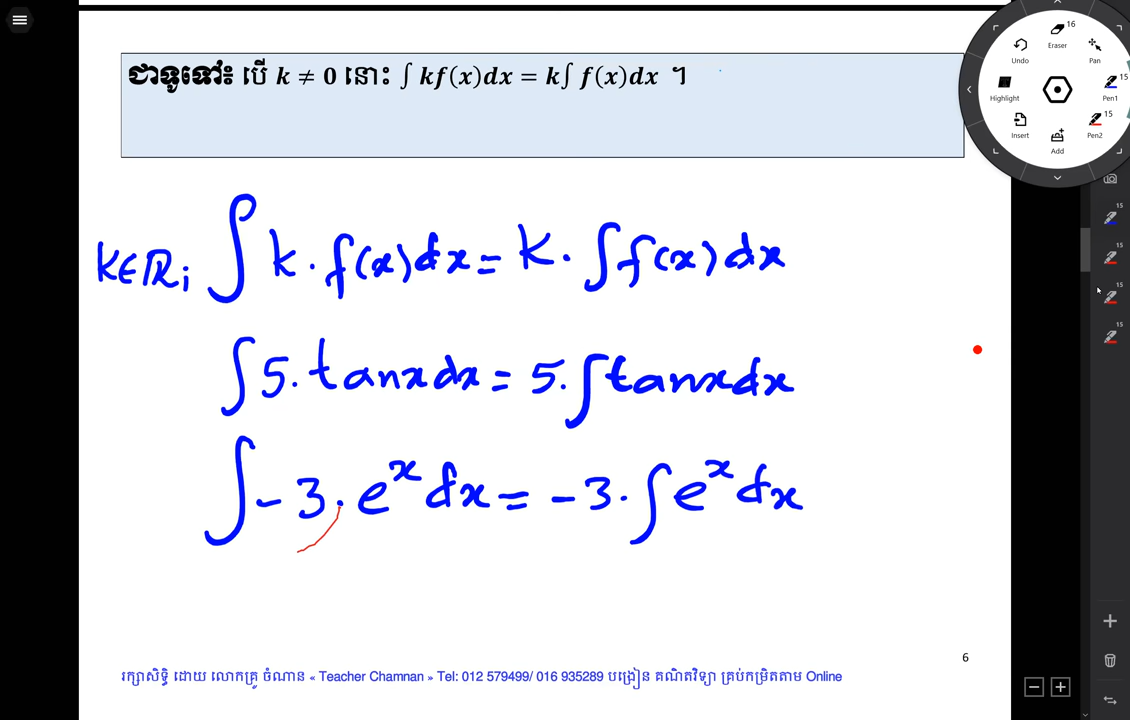 16
Eraser
Undo
Pan
Highlight
15
Pen1
Insert
15
Pen2
Add
ជាទូទៅ៖ បើ k ≠ 0 នោះ ∫ kf(x)dx = k∫ f(x)dx ។
k∈ℝ; ∫ k · f(x)dx = k · ∫ f(x)dx
∫ 5. tanx dx = 5. ∫ tanx dx
∫ -3 . eˣ dx = -3 . ∫ eˣ dx
15
15
15
15
6
រក្សាសិទ្ធិ ដោយ លោកគ្រូ ចំណាន « Teacher Chamnan » Tel: 012 579499/ 016 935289 បង្រៀន គណិតវិទ្យា គ្រប់កម្រិតតាម Online